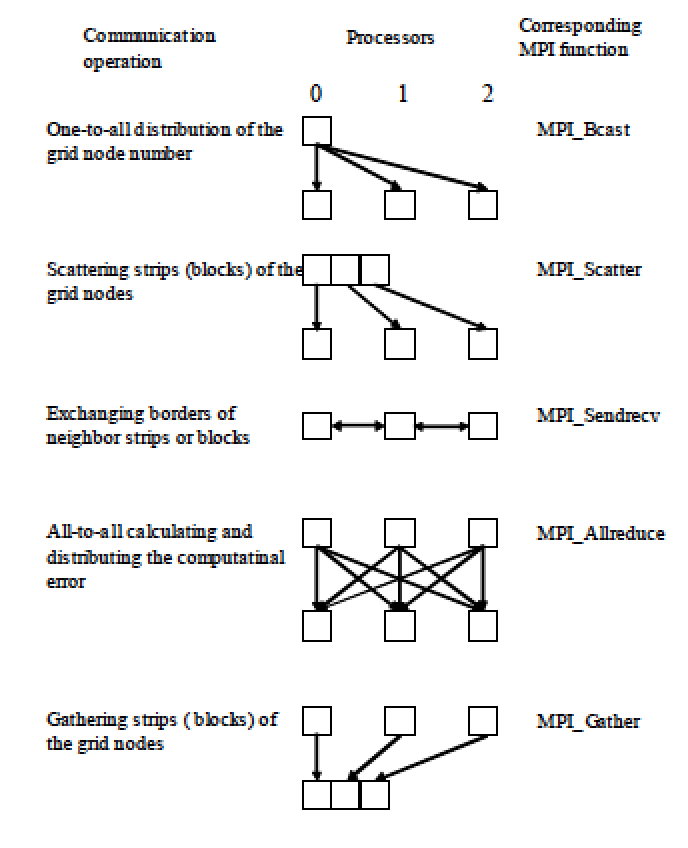 Communication
operation
Processors
Corresponding
MPI function
0 1 2
One-to-all distribution of the
grid node number
MPI_Bcast
Scattering strips (blocks) of the
grid nodes
MPI_Scatter
Exchanging borders of
neighbor strips or blocks
MPI_Sendrecv
All-to-all calculating and
distributing the computatinal
error
MPI_Allreduce
Gathering strips ( blocks) of
the grid nodes
MPI_Gather